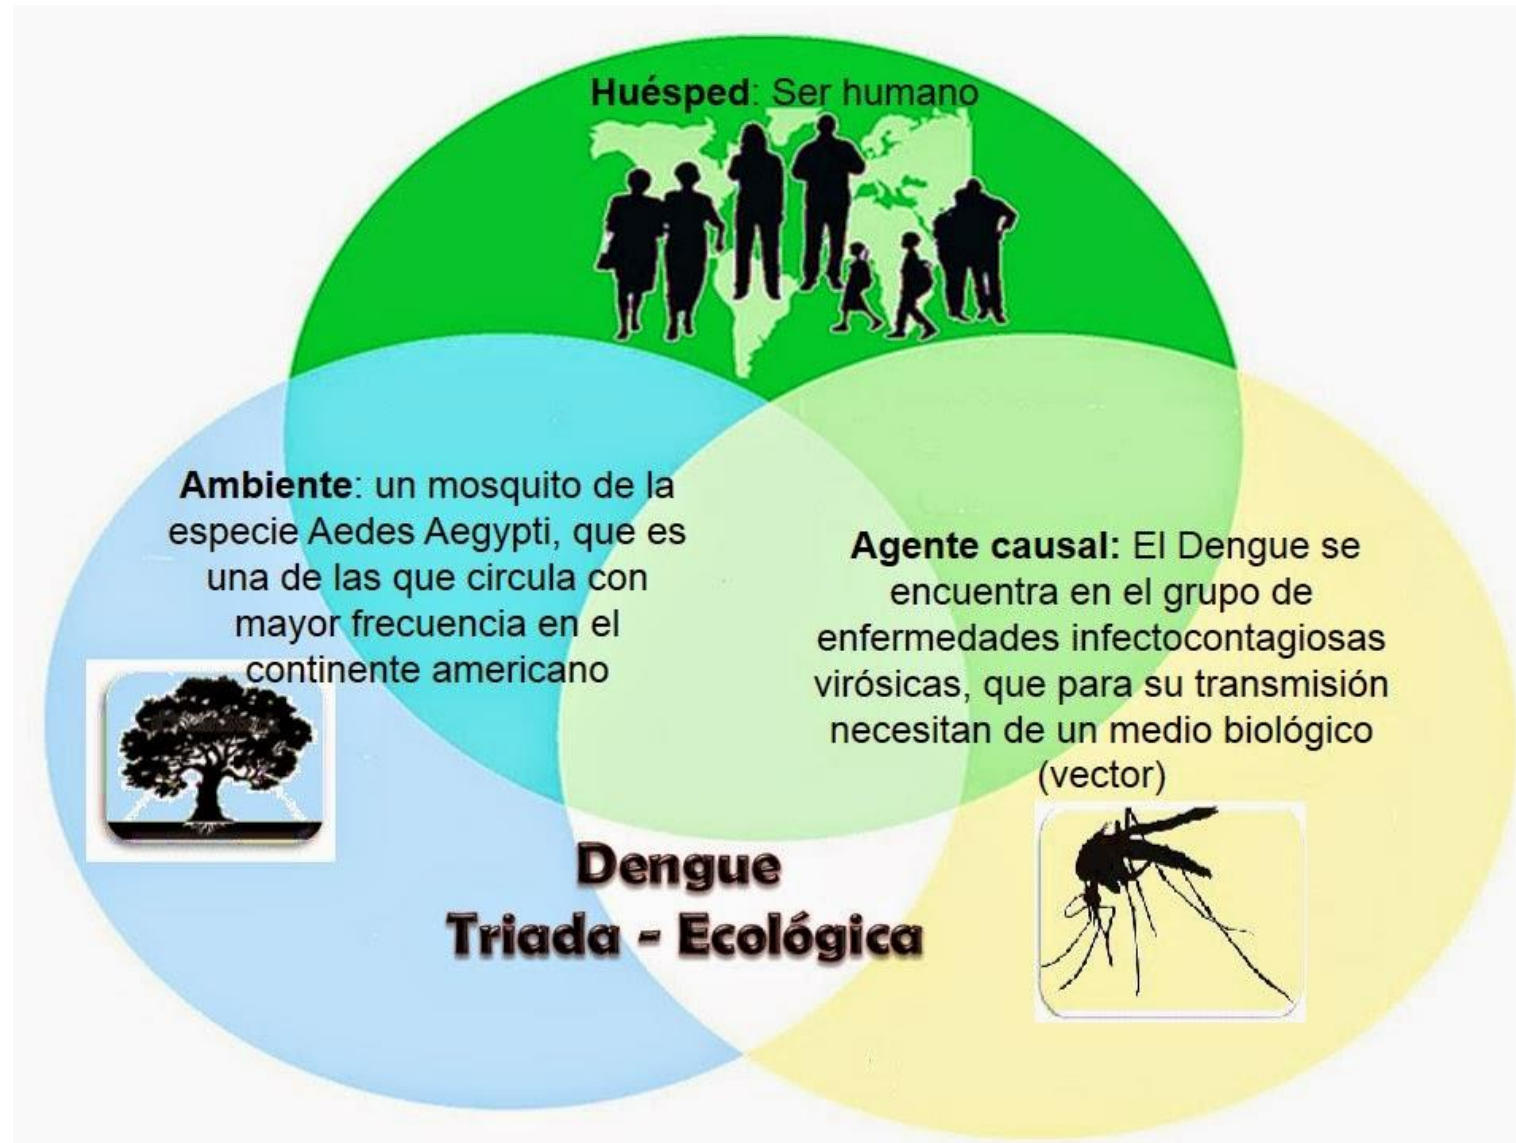 Huésped: Ser humano
Ambiente: un mosquito de la
especie Aedes Aegypti, que es
una de las que circula con
mayor frecuencia en el
continente americano
Agente causal: El Dengue se
encuentra en el grupo de
enfermedades infectocontagiosas
virósicas, que para su transmisión
necesitan de un medio biológico
(vector)
Dengue
Triada - Ecológica